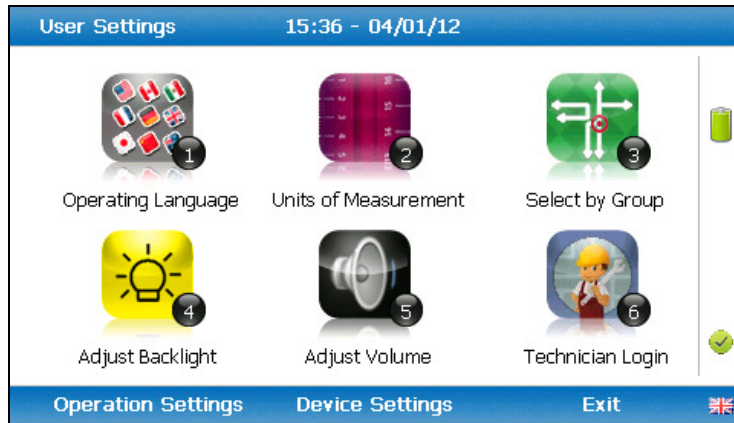 User Settings 15:36 - 04/01/12
1 2 3
Operating Language Units of Measurement Select by Group
4 5 6
Adjust Backlight Adjust Volume Technician Login
Operation Settings Device Settings Exit